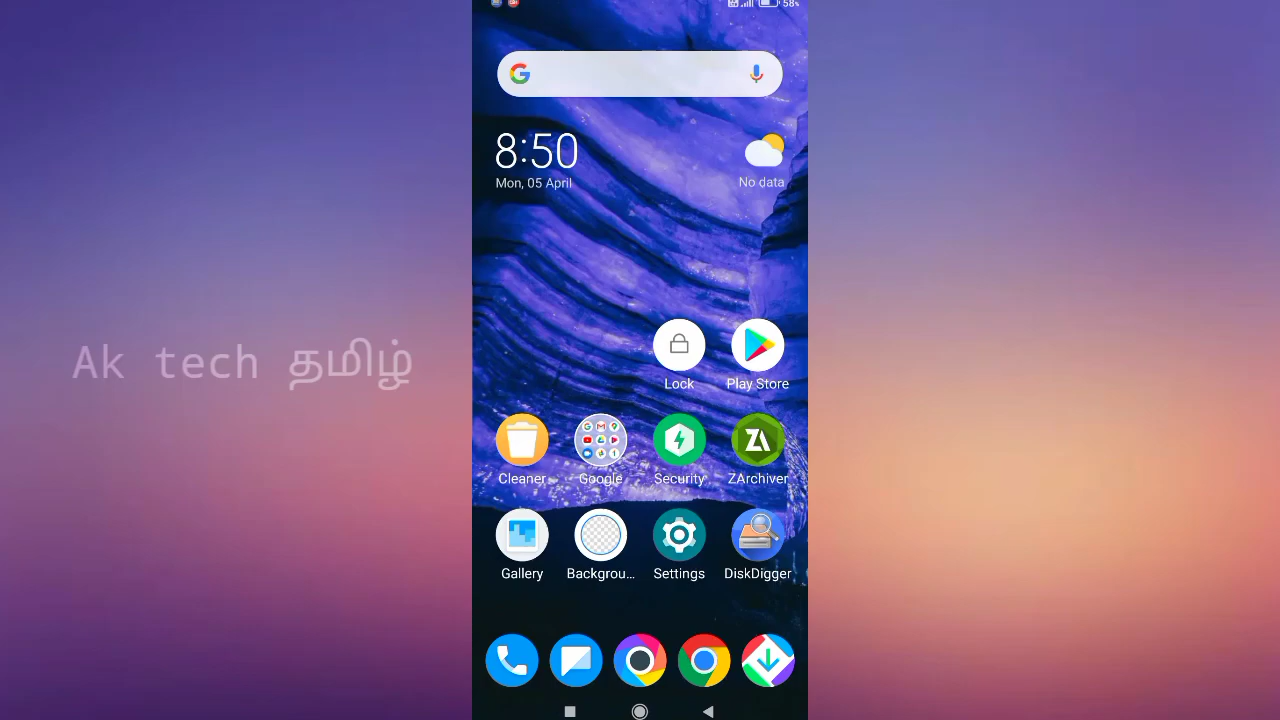 58%
8:50
Mon, 05 April
No data
Ak tech தமிழ்
Lock
Play Store
Cleaner
Google
Security
ZArchiver
Gallery
Backgrou...
Settings
DiskDigger